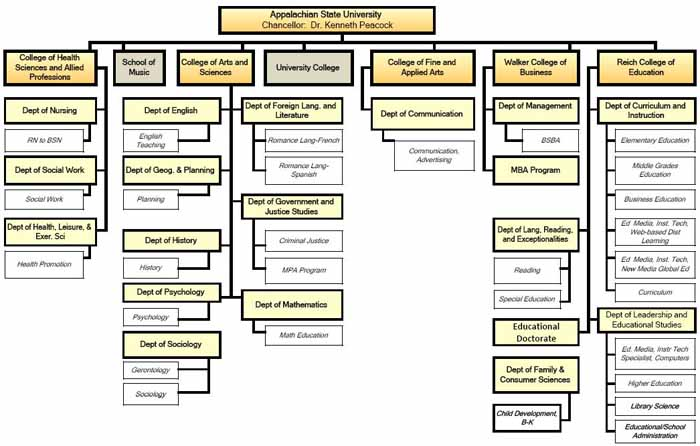 Appalachian State University
Chancellor: Dr. Kenneth Peacock
College of Health
Sciences and Allied
Professions
School of
Music
College of Arts and
Sciences
University College
College of Fine and
Applied Arts
Walker College of
Business
Reich College of
Education
Dept of Nursing
RN to BSN
Dept of Social Work
Social Work
Dept of Health, Leisure, &
Exer. Sci
Health Promotion
Dept of English
English
Teaching
Dept of Geog. & Planning
Planning
Dept of History
History
Dept of Psychology
Psychology
Dept of Sociology
Gerontology
Sociology
Dept of Foreign Lang. and
Literature
Romance Lang-French
Romance Lang-
Spanish
Dept of Government
and Justice Studies
Criminal Justice
MPA Program
Dept of Mathematics
Math Education
Dept of Communication
Communication,
Advertising
Dept of Management
BSBA
MBA Program
Dept of Lang, Reading,
and Exceptionalities
Reading
Special Education
Educational
Doctorate
Dept of Family &
Consumer Sciences
Child Development,
B-K
Dept of Curriculum and
Instruction
Elementary Education
Middle Grades
Education
Business Education
Ed Media, Inst. Tech,
Web-based Dist
Learning
Ed Media, Inst. Tech,
New Media Global Ed
Curriculum
Dept of Leadership and
Educational Studies
Ed. Media, Instr Tech
Specialist, Computers
Higher Education
Library Science
Educational/School
Administration